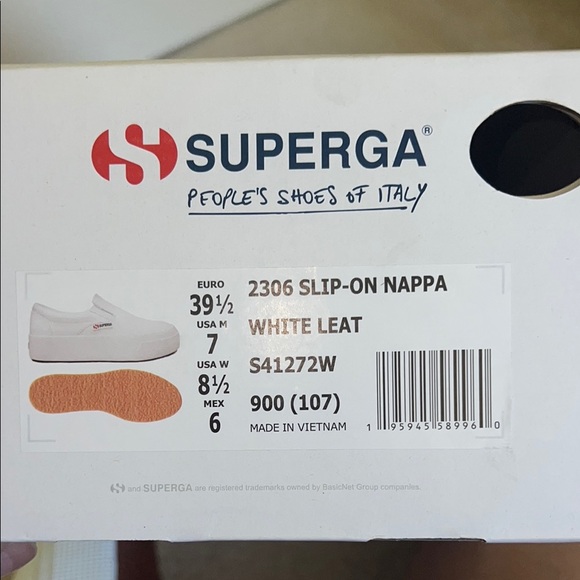 SUPERGA®
PEOPLE'S SHOES OF ITALY
SUPERGA
EURO
39½
USA M
7
USA W
8½
MEX
6
2306 SLIP-ON NAPPA
WHITE LEAT
S41272W
900 (107)
MADE IN VIETNAM
1 95945 58996 0
and SUPERGA are registered trademarks owned by BasicNet Group companies.